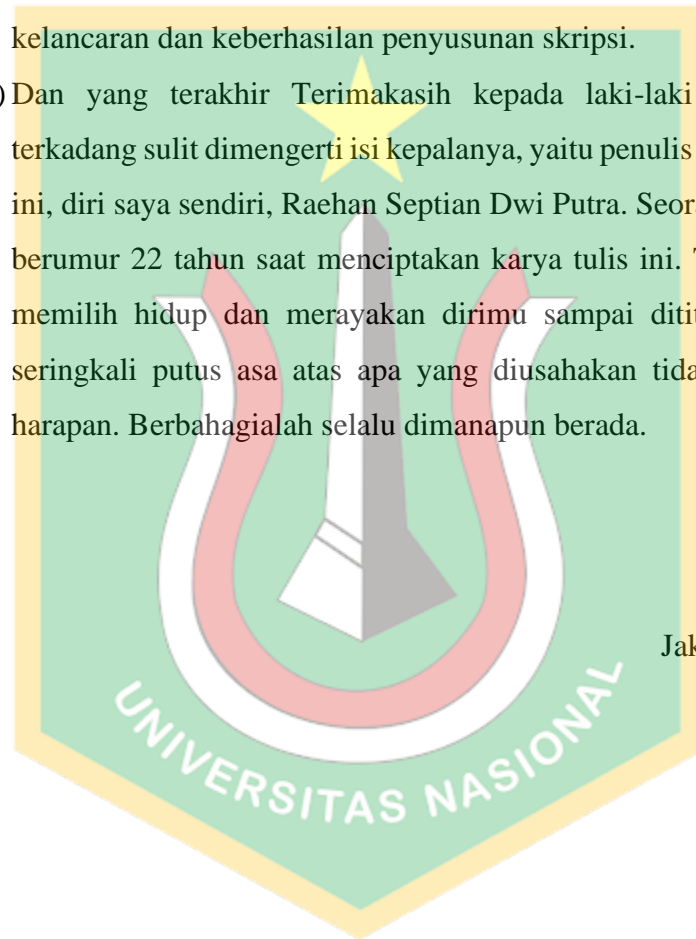 kelancaran dan keberhasilan penyusunan skripsi.
) Dan yang terakhir Terimakasih kepada laki-laki
terkadang sulit dimengerti isi kepalanya, yaitu penulis
ini, diri saya sendiri, Raehan Septian Dwi Putra. Seor
berumur 22 tahun saat menciptakan karya tulis ini. T
memilih hidup dan merayakan dirimu sampai ditit
seringkali putus asa atas apa yang diusahakan tida
harapan. Berbahagialah selalu dimanapun berada.
Jak
UNIVERSITAS NASIONAL